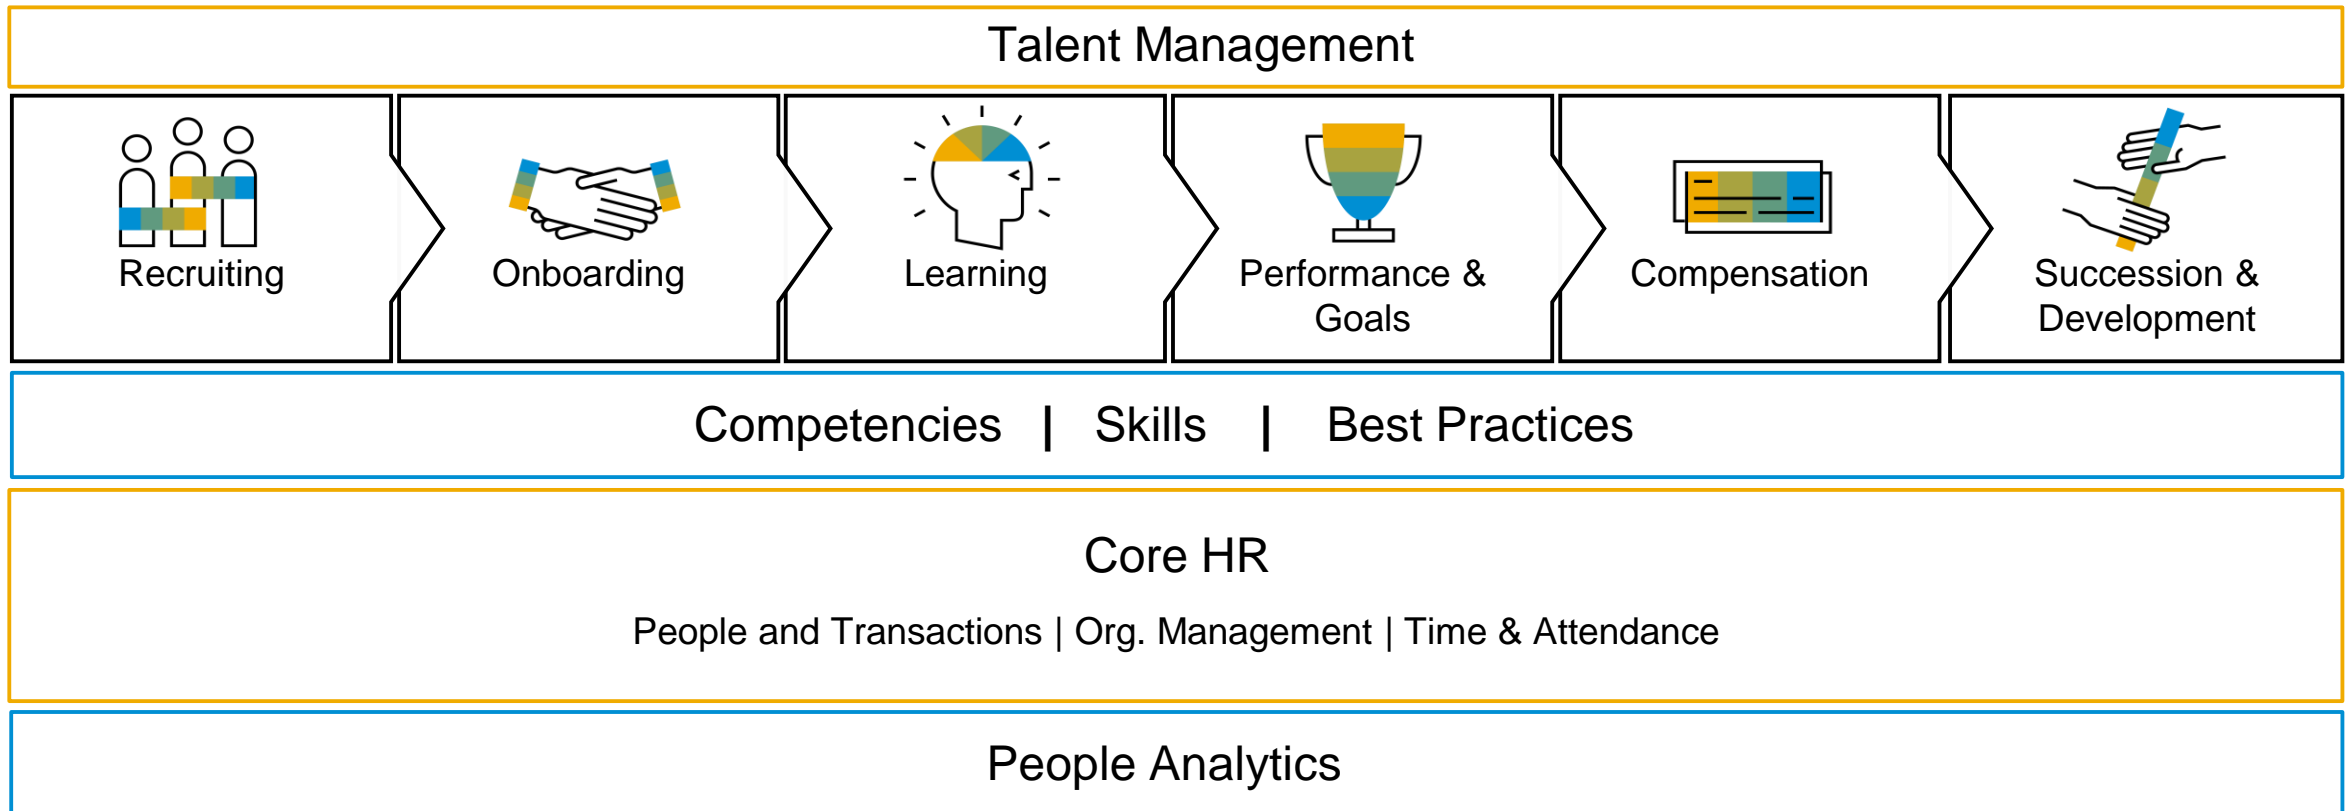 Talent Management
Recruiting
Onboarding
Learning
Performance &
Goals
Compensation
Succession &
Development
Competencies | Skills | Best Practices
Core HR
People and Transactions | Org. Management | Time & Attendance
People Analytics